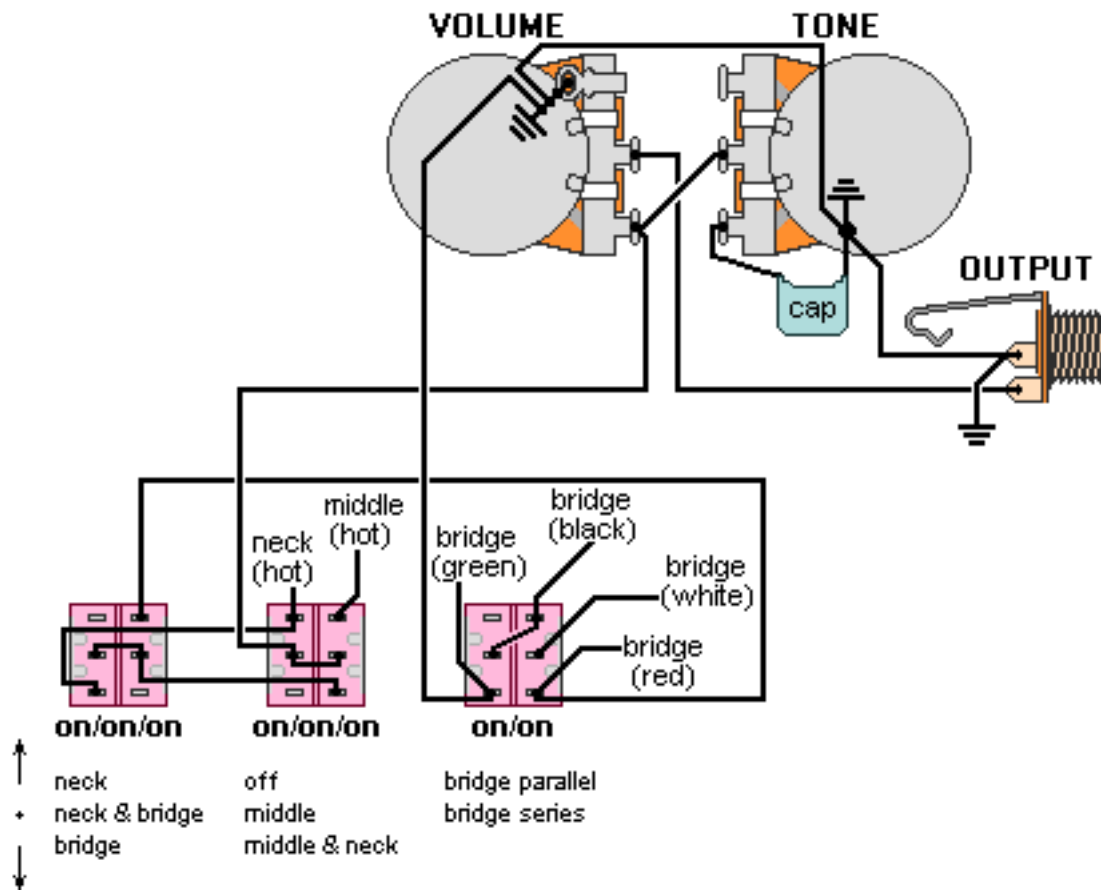 VOLUME
TONE
OUTPUT
cap
middle
(hot)
neck
(hot)
bridge
(green)
bridge
(black)
bridge
(white)
bridge
(red)
on/on/on
on/on/on
on/on
neck
off
bridge parallel
neck & bridge
middle
bridge series
bridge
middle & neck